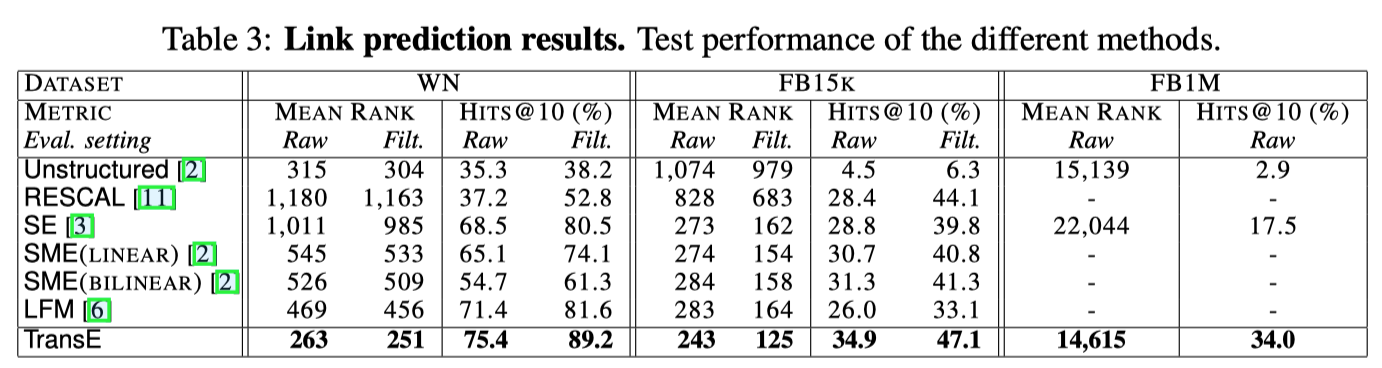 Table 3: Link prediction results. Test performance of the different methods.
DATASET WN FB15K FB1M
METRIC MEAN RANK HITS@10 (%) MEAN RANK HITS@10 (%) MEAN RANK HITS@10 (%)
Eval. setting Raw Filt. Raw Filt. Raw Filt. Raw Filt. Raw Raw
Unstructured [2] 315 304 35.3 38.2 1,074 979 4.5 6.3 15,139 2.9
RESCAL [11] 1,180 1,163 37.2 52.8 828 683 28.4 44.1 - -
SE [3] 1,011 985 68.5 80.5 273 162 28.8 39.8 22,044 17.5
SME(LINEAR) [2] 545 533 65.1 74.1 274 154 30.7 40.8 - -
SME(BILINEAR) [2] 526 509 54.7 61.3 284 158 31.3 41.3 - -
LFM [6] 469 456 71.4 81.6 283 164 26.0 33.1 - -
TransE 263 251 75.4 89.2 243 125 34.9 47.1 14,615 34.0